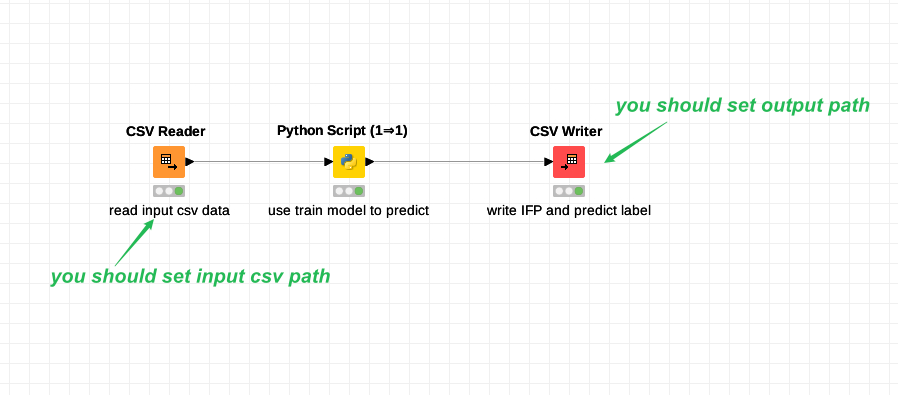 you should set output path
CSV Reader
Python Script (1⇒1)
CSV Writer
read input csv data
use train model to predict
write IFP and predict label
you should set input csv path